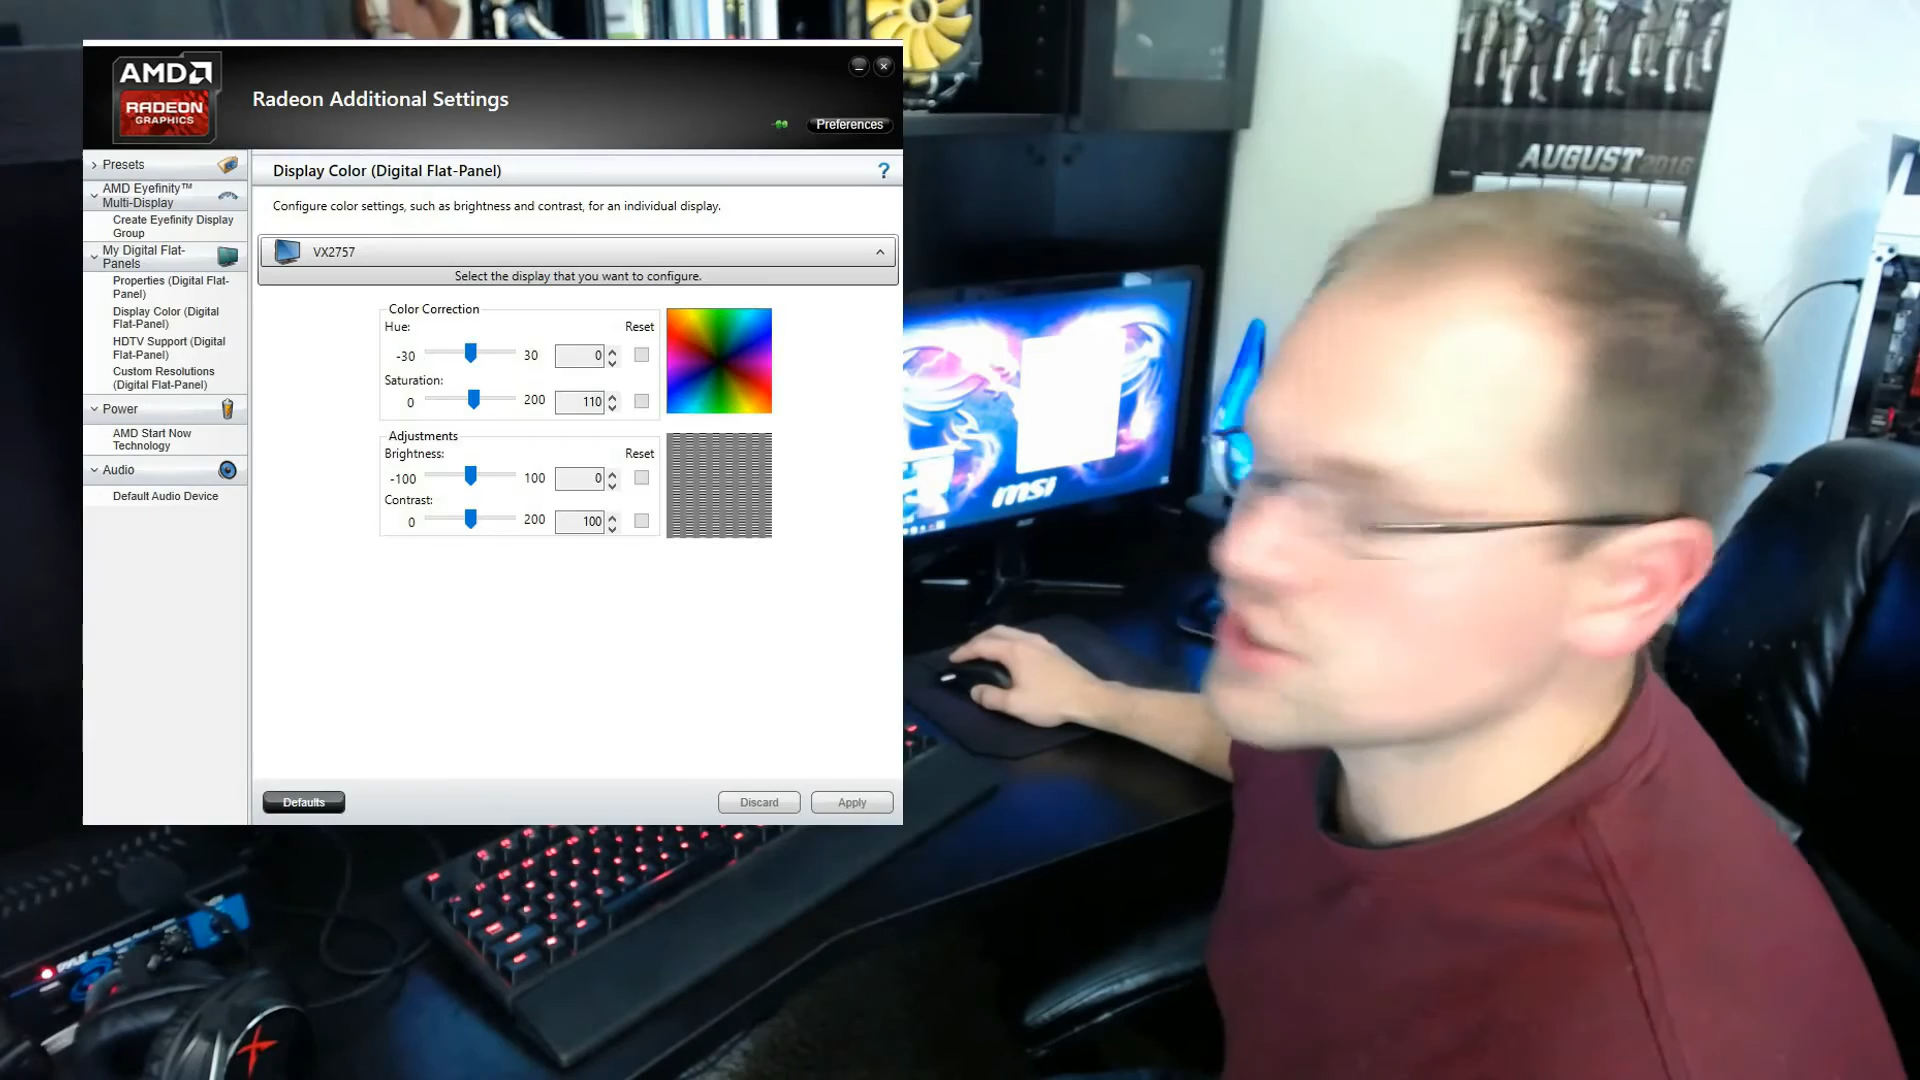 AMD
RADEON
GRAPHICS
Radeon Additional Settings
Preferences
Presets
AMD Eyefinity™
Multi-Display
Create Eyefinity Display
Group
My Digital Flat-
Panels
Properties (Digital Flat-
Panel)
Display Color (Digital
Flat-Panel)
HDTV Support (Digital
Flat-Panel)
Custom Resolutions
(Digital Flat-Panel)
Power
AMD Start Now
Technology
Audio
Default Audio Device
Display Color (Digital Flat-Panel)
?
Configure color settings, such as brightness and contrast, for an individual display.
VX2757
Select the display that you want to configure.
Color Correction
Hue:
Reset
-30
30
0
Saturation:
0
200
110
Adjustments
Brightness:
Reset
-100
100
0
Contrast:
0
200
100
Defaults
Discard
Apply
AUGUST 2016
msi